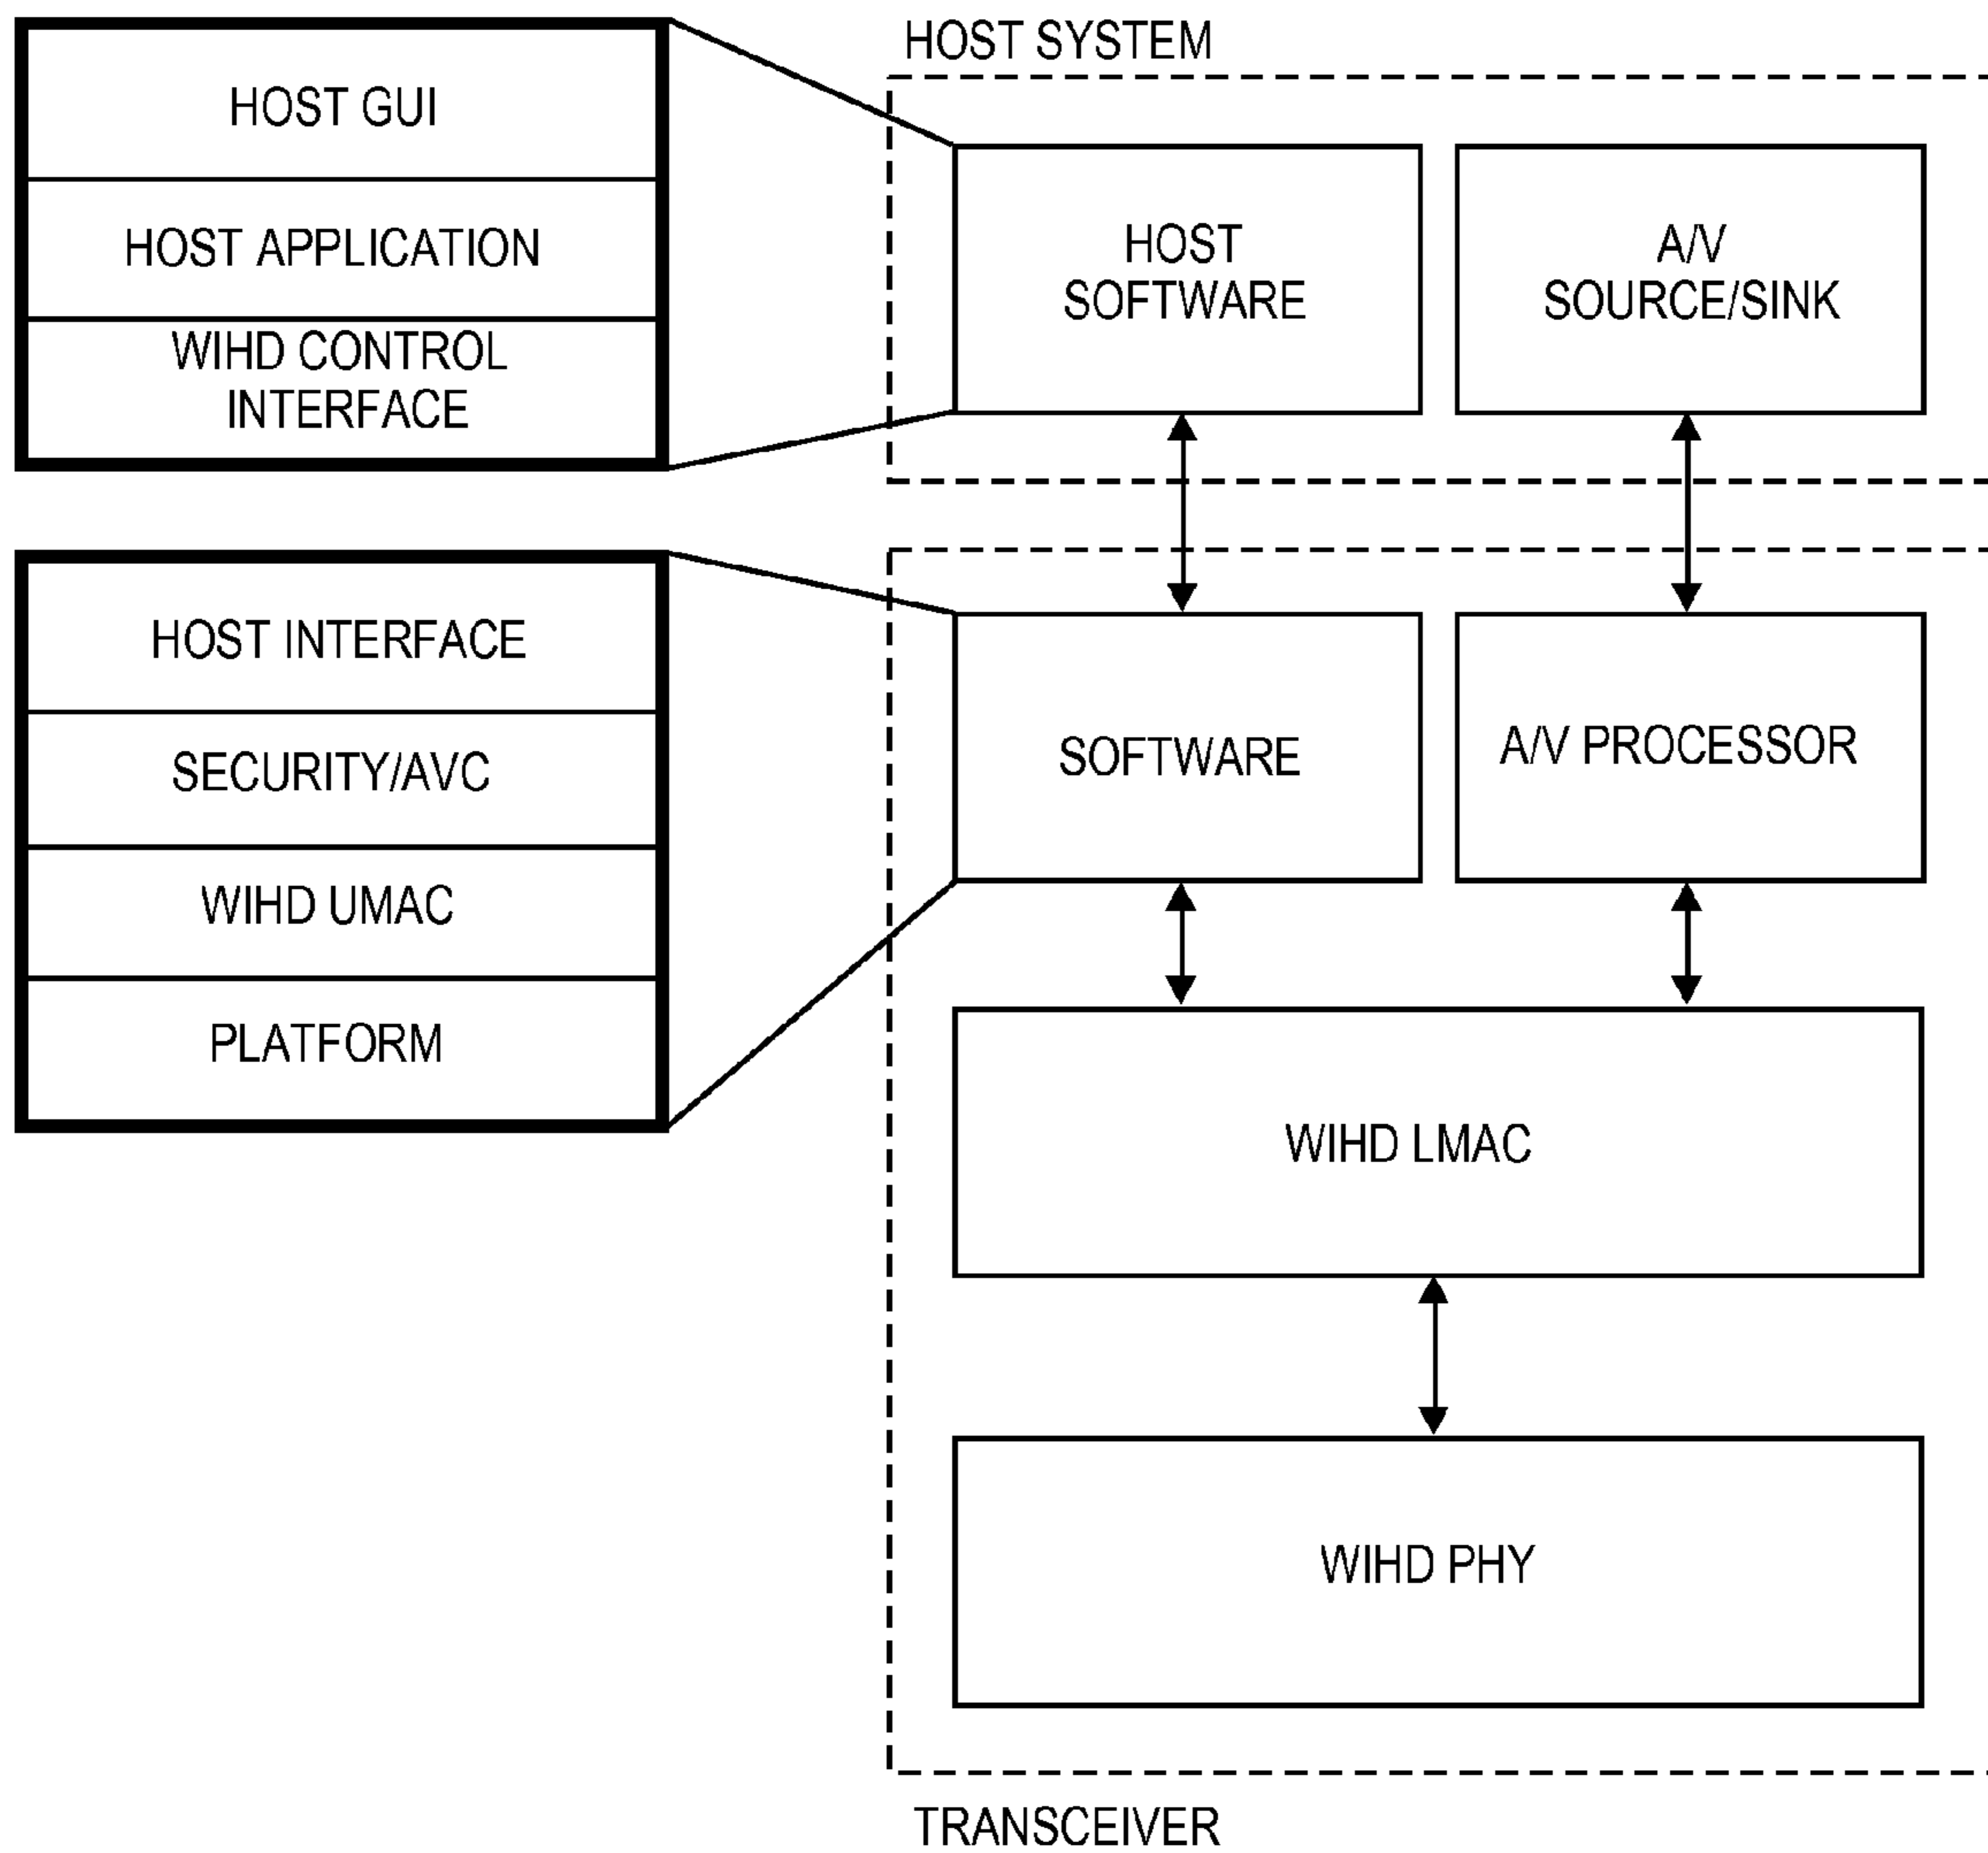 HOST SYSTEM
HOST GUI
HOST APPLICATION
WIHD CONTROL
INTERFACE
HOST
SOFTWARE
A/V
SOURCE/SINK
HOST INTERFACE
SECURITY/AVC
WIHD UMAC
PLATFORM
SOFTWARE
A/V PROCESSOR
WIHD LMAC
WIHD PHY
TRANSCEIVER